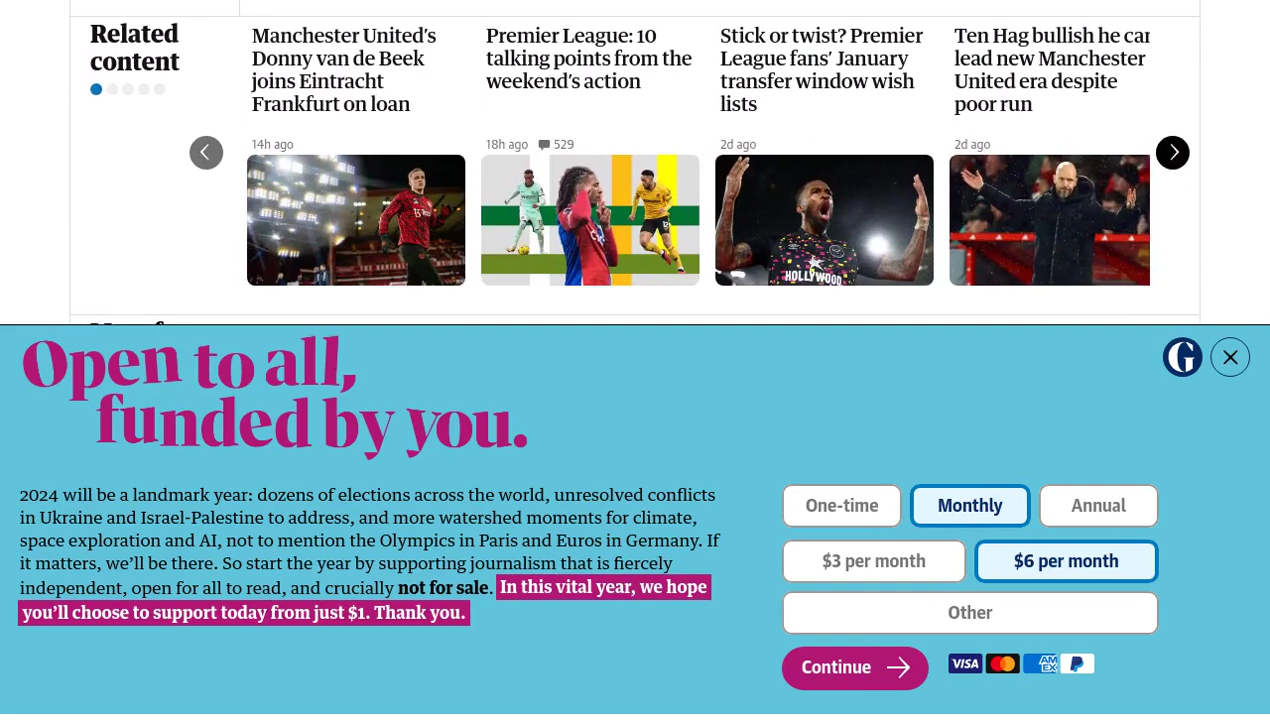 Related
content
Manchester United’s
Donny van de Beek
joins Eintracht
Frankfurt on loan
14h ago
Premier League: 10
talking points from the
weekend’s action
18h ago 529
Stick or twist? Premier
League fans’ January
transfer window wish
lists
2d ago
Ten Hag bullish he can
lead new Manchester
United era despite
poor run
2d ago
HOLLYWOOD
Open to all,
funded by you.
G
2024 will be a landmark year: dozens of elections across the world, unresolved conflicts
in Ukraine and Israel-Palestine to address, and more watershed moments for climate,
space exploration and AI, not to mention the Olympics in Paris and Euros in Germany. If
it matters, we’ll be there. So start the year by supporting journalism that is fiercely
independent, open for all to read, and crucially not for sale. In this vital year, we hope
you’ll choose to support today from just $1. Thank you.
One-time Monthly Annual
$3 per month $6 per month
Other
Continue
VISA AMEX